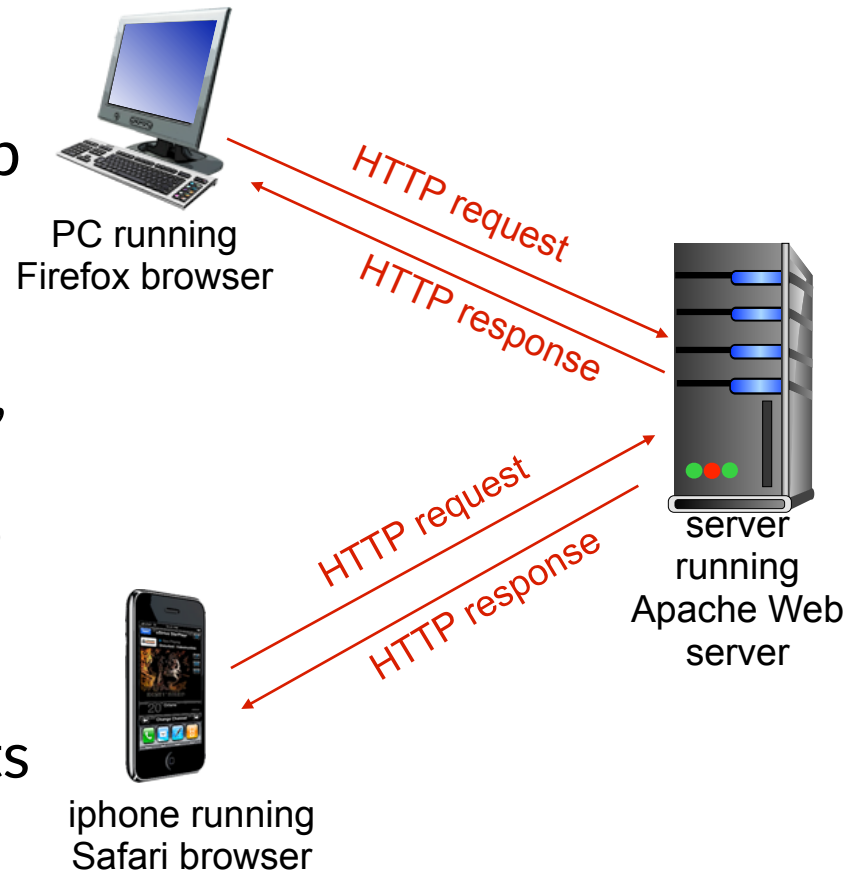 PC running
Firefox browser
HTTP request
HTTP response
server
running
Apache Web
server
HTTP request
HTTP response
iphone running
Safari browser